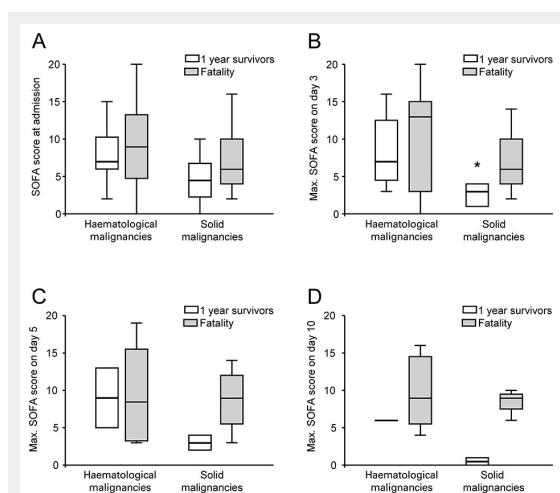 A
1 year survivors
Fatality
SOFA score at admission
20
15
10
5
0
Haematological
malignancies
Solid
malignancies
B
1 year survivors
Fatality
Max. SOFA score on day 3
20
15
10
5
0
*
Haematological
malignancies
Solid
malignancies
C
1 year survivors
Fatality
Max. SOFA score on day 5
20
15
10
5
0
Haematological
malignancies
Solid
malignancies
D
1 year survivors
Fatality
Max. SOFA score on day 10
20
15
10
5
0
Haematological
malignancies
Solid
malignancies